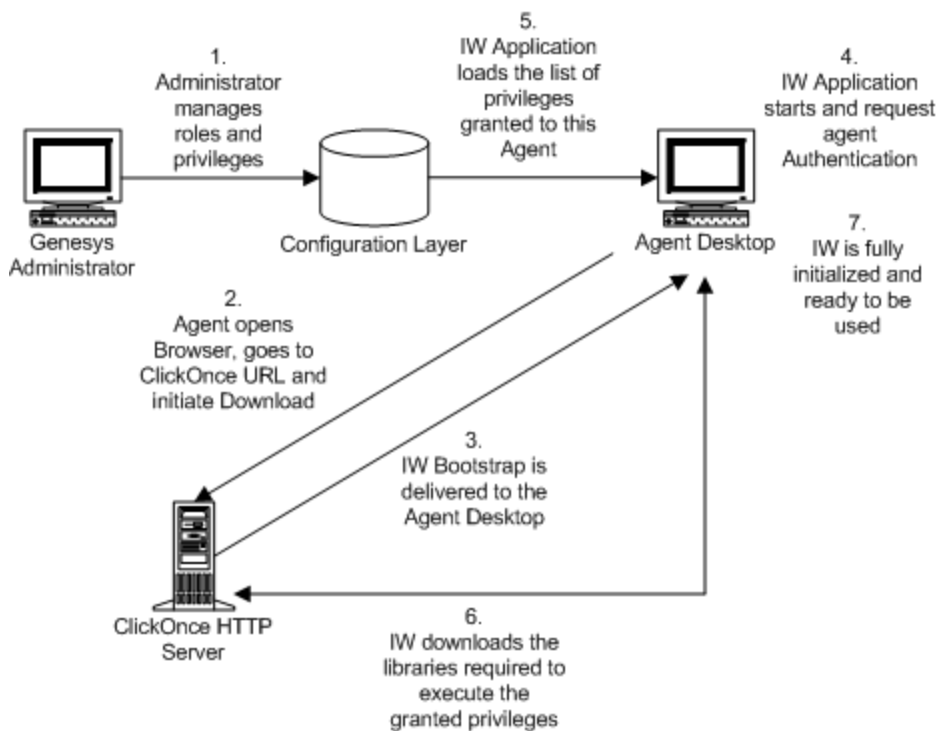 1.
Administrator
manages
roles and
privileges
5.
IW Application
loads the list of
privileges
granted to this
Agent
4.
IW Application
starts and request
agent
Authentication
Genesys
Administrator
Configuration Layer
Agent Desktop
7.
IW is fully
initialized and
ready to be
used
2.
Agent opens
Browser, goes to
ClickOnce URL and
initiate Download
3.
IW Bootstrap is
delivered to the
Agent Desktop
ClickOnce HTTP
Server
6.
IW downloads the
libraries required to
execute the
granted privileges